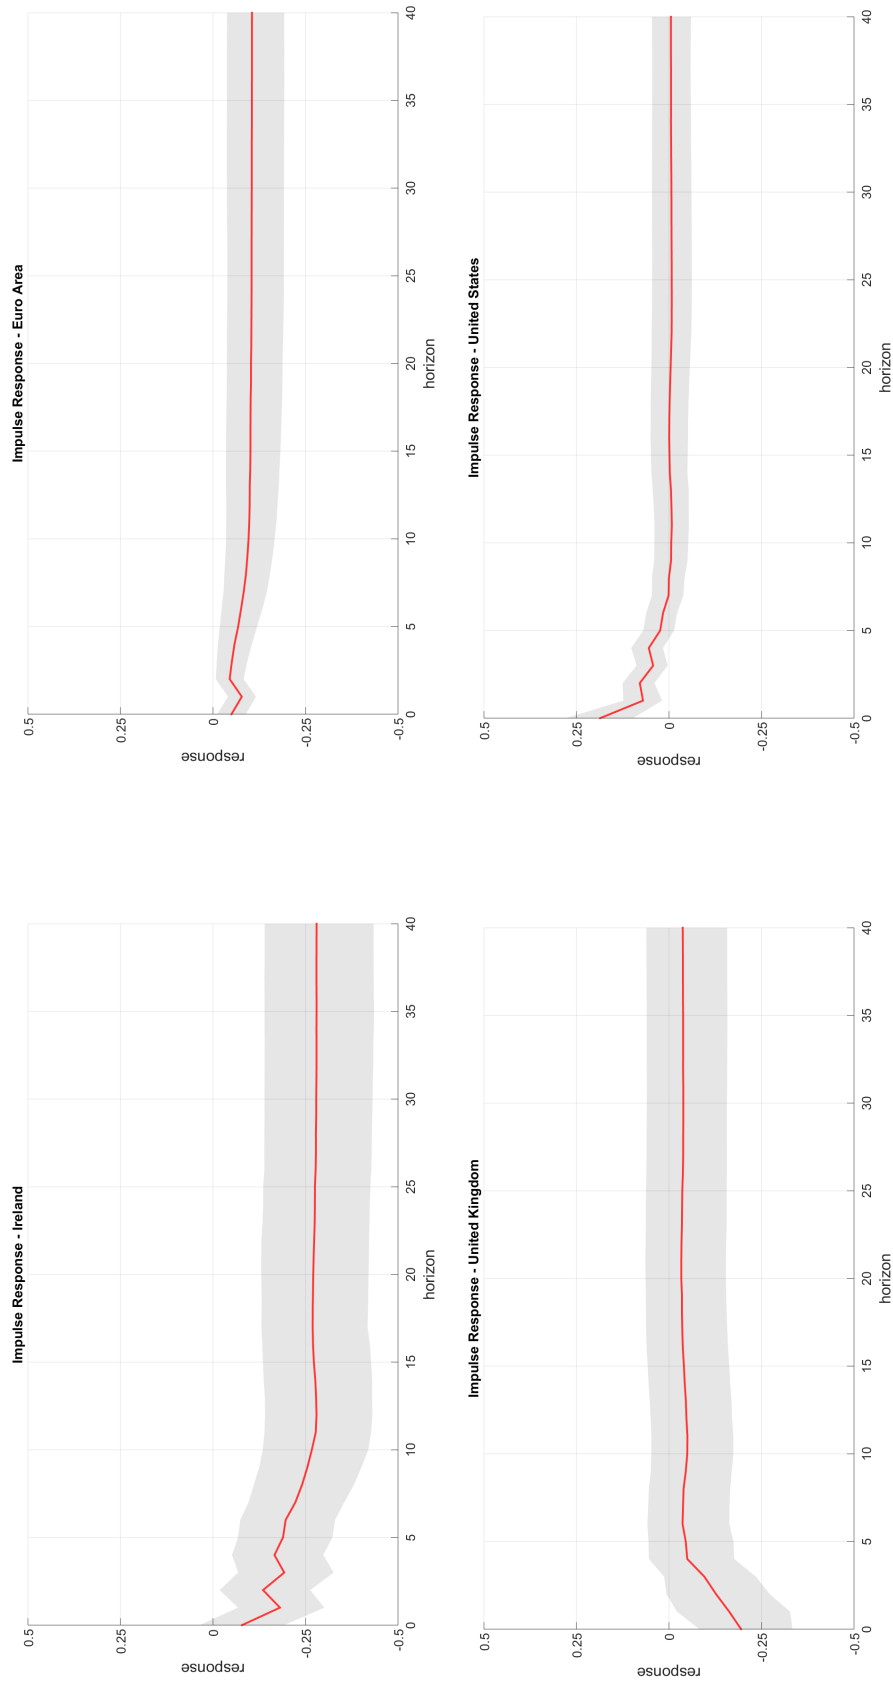 Impulse Response - Ireland
response
0.5
0.25
0
-0.25
-0.5
0 5 10 15 20 25 30 35 40
horizon
Impulse Response - Euro Area
response
0.5
0.25
0
-0.25
-0.5
0 5 10 15 20 25 30 35 40
horizon
Impulse Response - United Kingdom
response
0.5
0.25
0
-0.25
-0.5
0 5 10 15 20 25 30 35 40
horizon
Impulse Response - United States
response
0.5
0.25
0
-0.25
-0.5
0 5 10 15 20 25 30 35 40
horizon